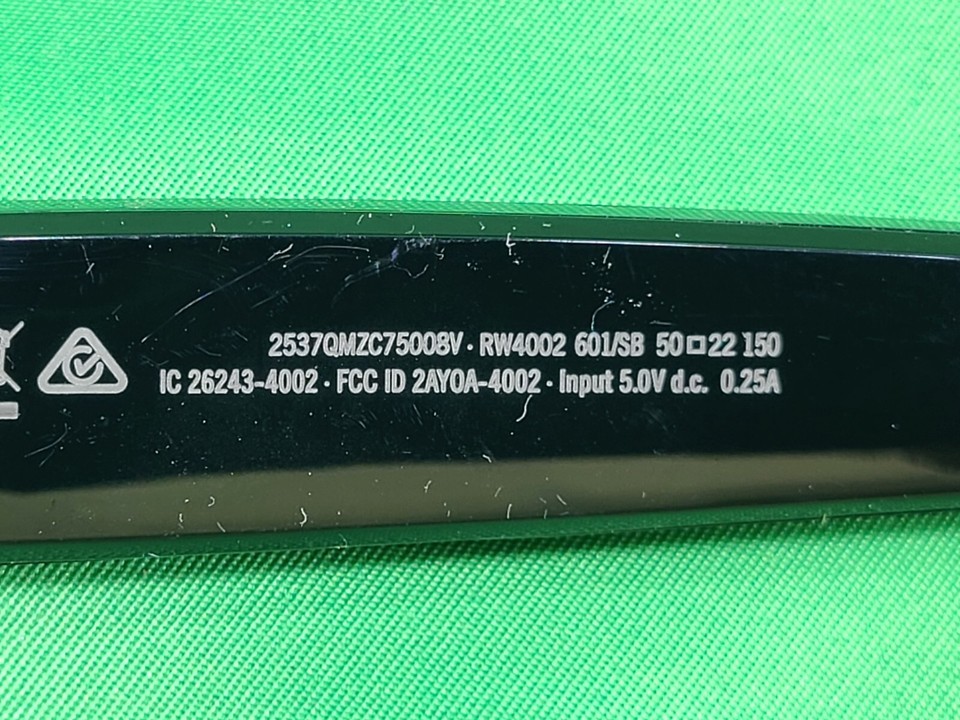 2537QMZC75008V · RW4002 601/SB 50□22 150
IC 26243-4002 · FCC ID 2AYOA-4002 · Input 5.0V d.c. 0.25A